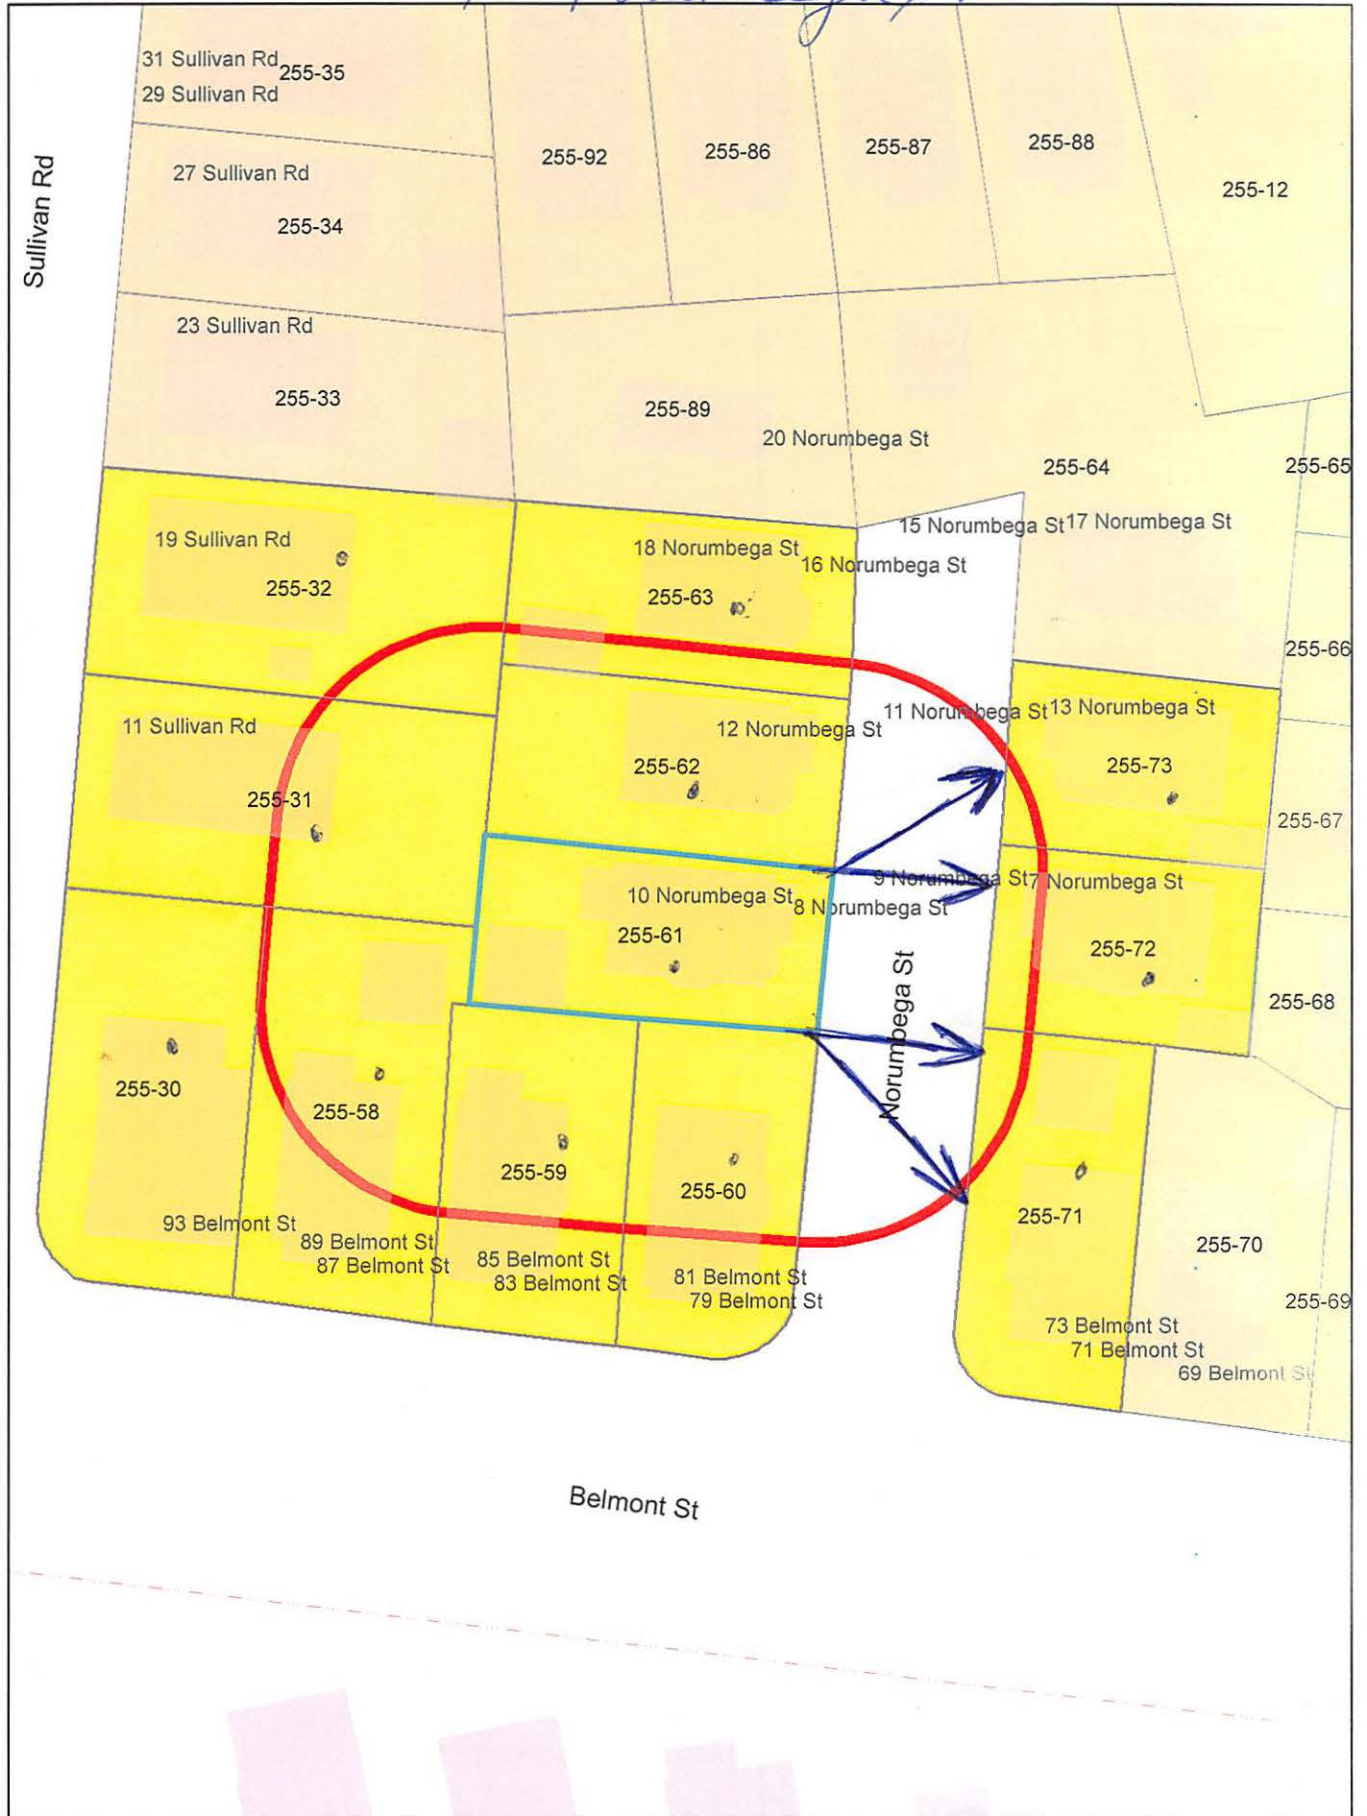 31 Sullivan Rd
255-35
29 Sullivan Rd
255-92
255-86
255-87
255-88
255-12
27 Sullivan Rd
255-34
Sullivan Rd
23 Sullivan Rd
255-33
255-89
20 Norumbega St
255-64
255-65
19 Sullivan Rd
255-32
18 Norumbega St
16 Norumbega St
255-63
15 Norumbega St
17 Norumbega St
255-66
11 Sullivan Rd
255-31
12 Norumbega St
255-62
11 Norumbega St
13 Norumbega St
255-73
255-67
10 Norumbega St
8 Norumbega St
255-61
9 Norumbega St
7 Norumbega St
255-72
255-68
Norumbega St
255-30
255-58
255-59
255-60
255-71
255-70
255-69
93 Belmont St
89 Belmont St
87 Belmont St
85 Belmont St
83 Belmont St
81 Belmont St
79 Belmont St
73 Belmont St
71 Belmont St
69 Belmont St
Belmont St